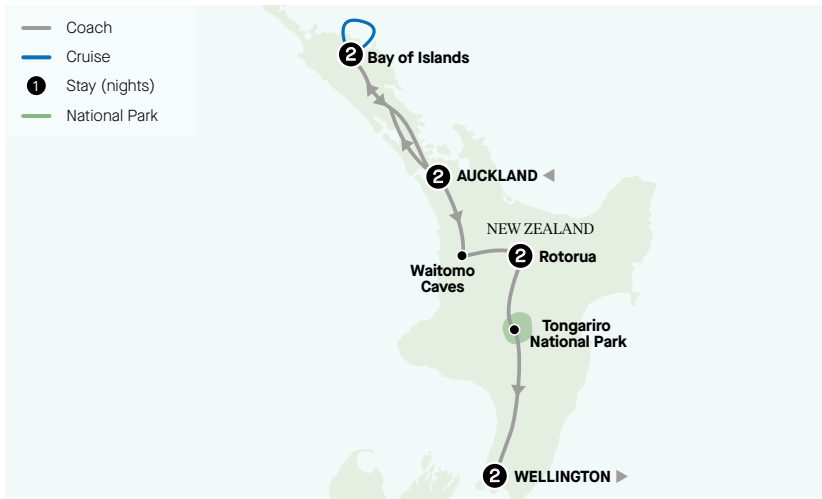 Coach
Cruise
1 Stay (nights)
National Park
2 Bay of Islands
2 AUCKLAND
NEW ZEALAND
2 Rotorua
Waitomo
Caves
Tongariro
National Park
2 WELLINGTON